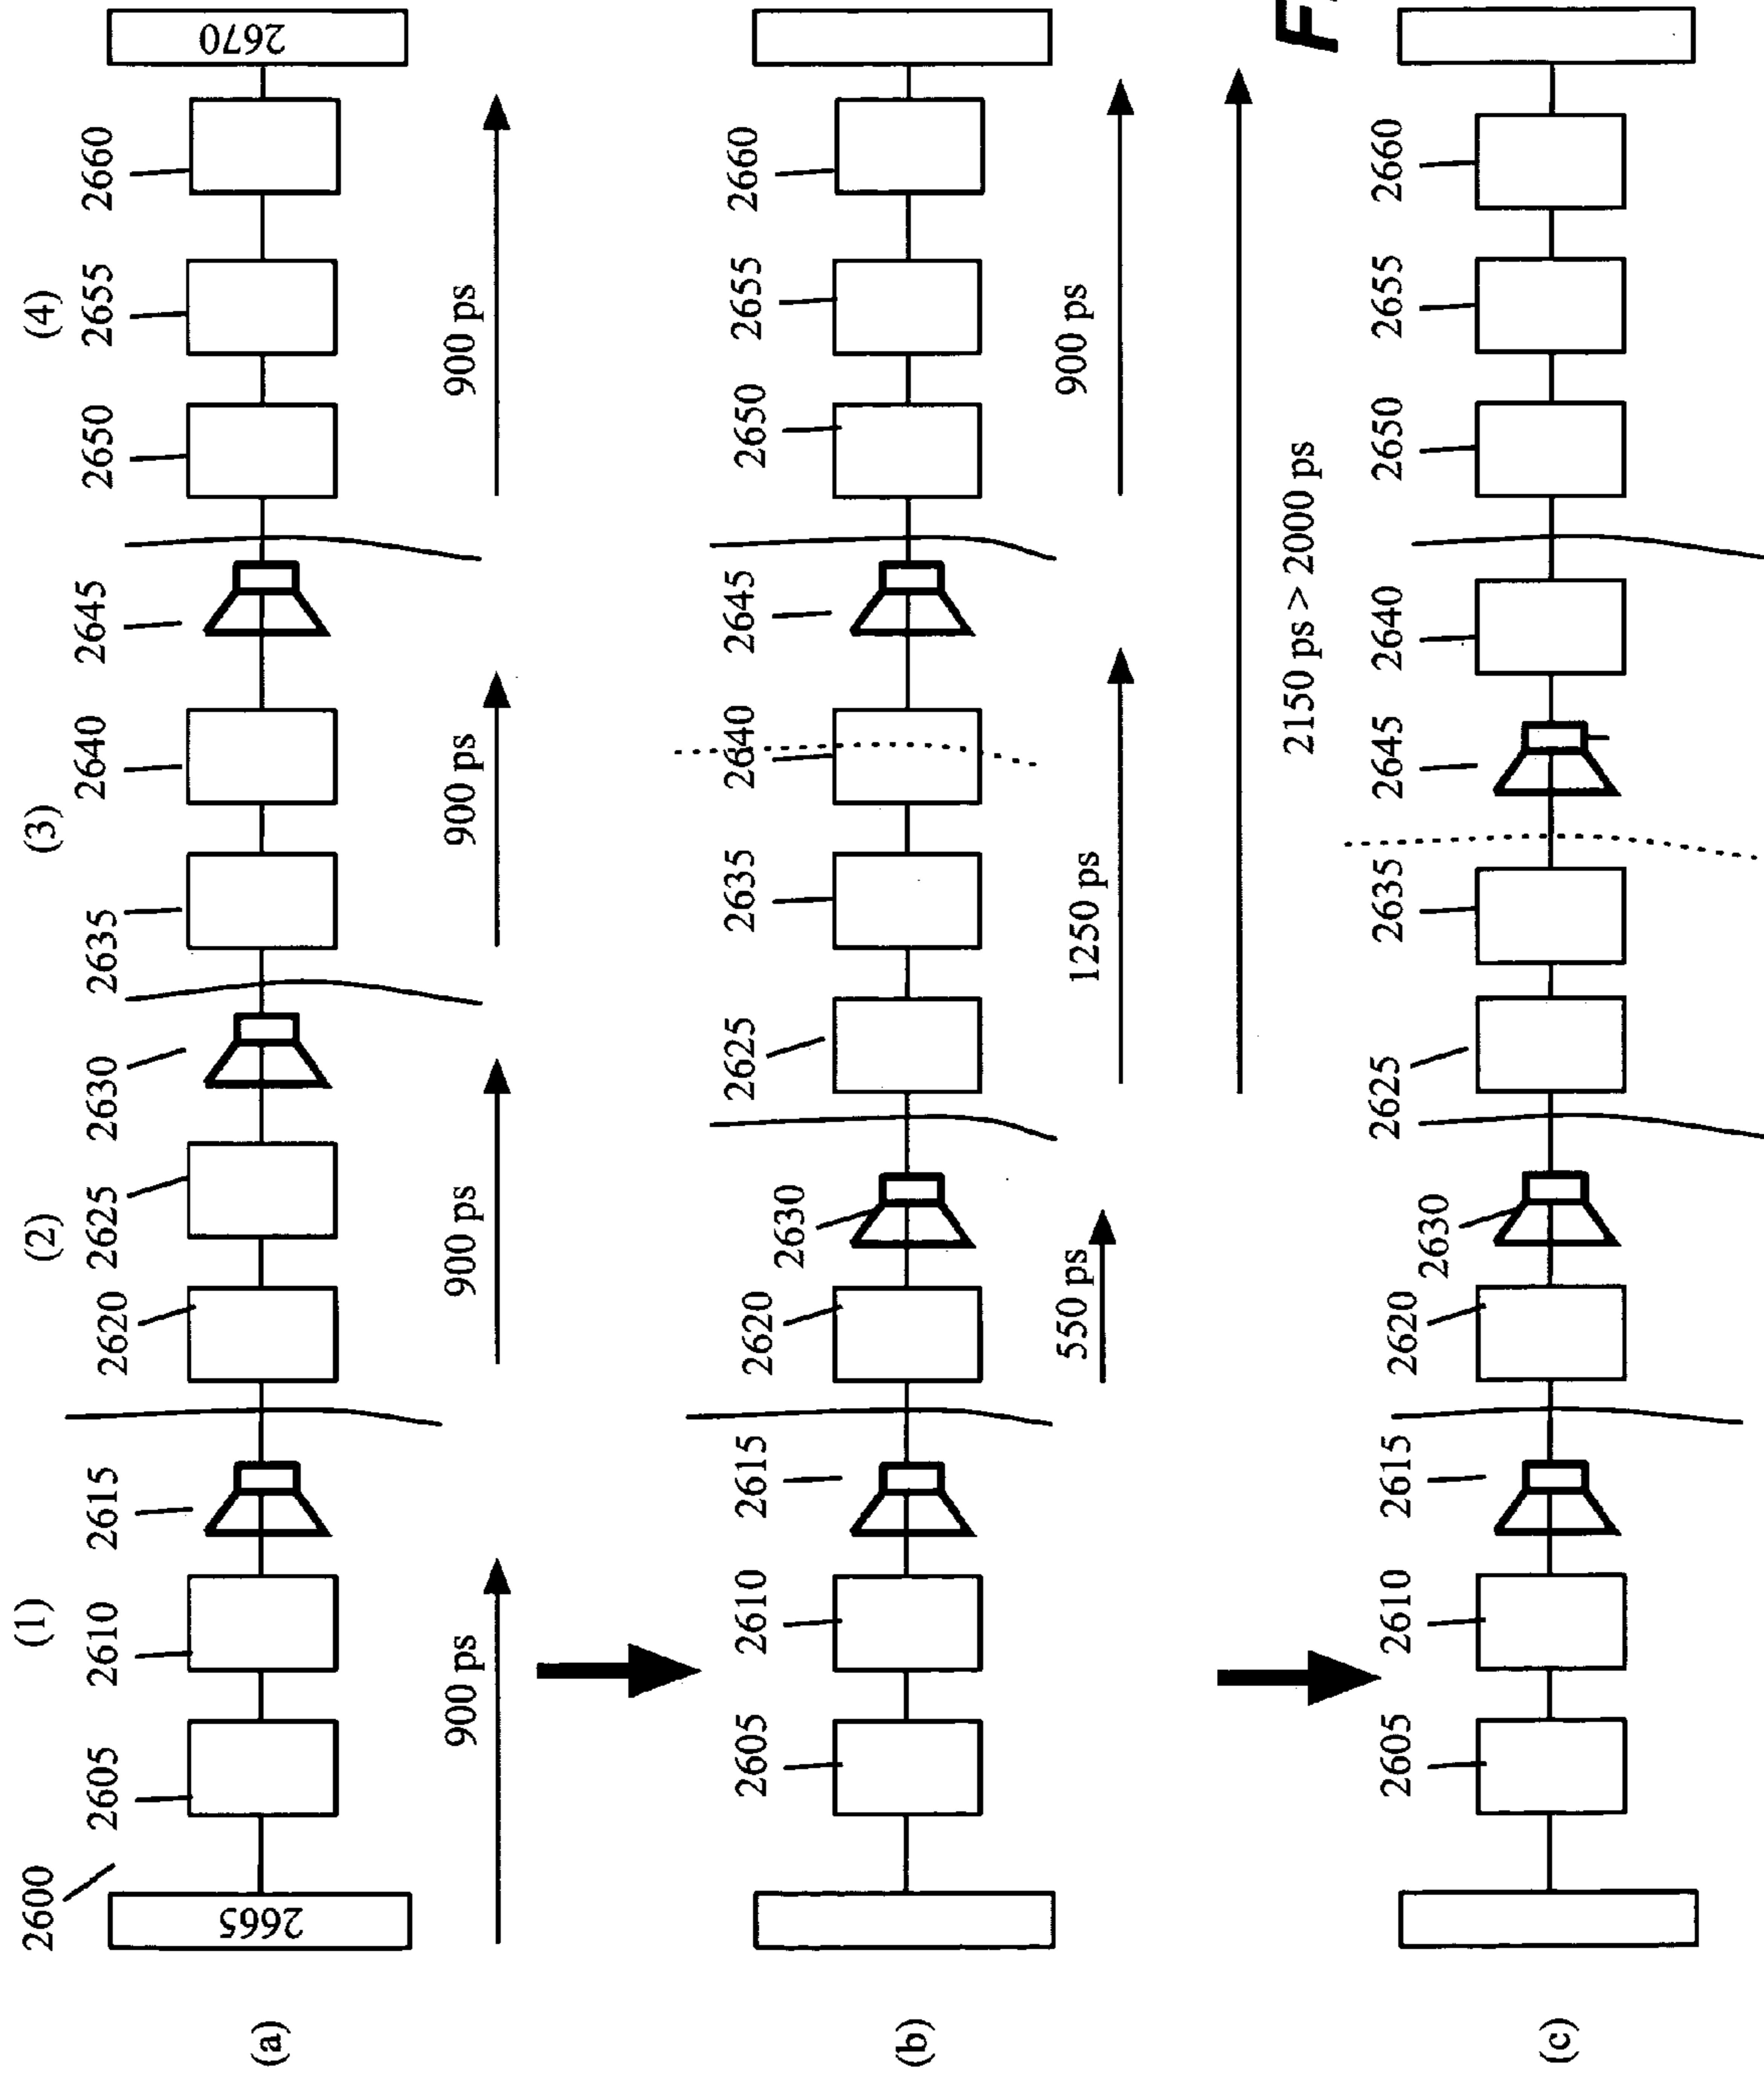 2600 (1) (2) (3) (4)
2605 2610 2615 2620 2625 2630 2635 2640 2645 2650 2655 2660
(a) 2665 2670
900 ps 900 ps 900 ps 900 ps
2605 2610 2615 2620 2630 2625 2635 2640 2645 2650 2655 2660
(b)
550 ps 1250 ps 900 ps
2150 ps > 2000 ps
2605 2610 2615 2620 2630 2625 2635 2645 2640 2650 2655 2660
(c)